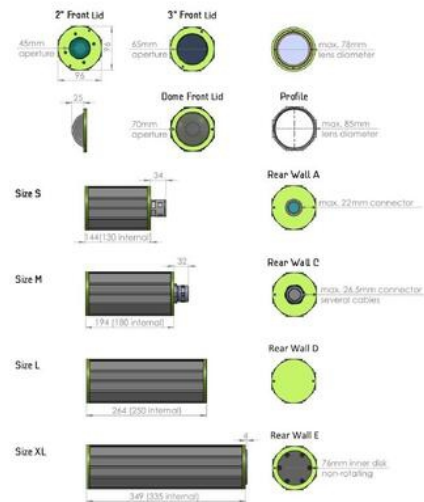 2" Front Lid
3" Front Lid
45mm
aperture
96
96
65mm
aperture
max. 78mm
lens diameter
25
Dome Front Lid
Profile
70mm
aperture
max. 85mm
lens diameter
Size S
34
Rear Wall A
max. 22mm connector
144(130 internal)
Size M
32
Rear Wall C
max. 26.5mm connector
several cables
194 (180 internal)
Size L
Rear Wall D
264 (250 internal)
Size XL
Rear Wall E
76mm inner disk
non-rotating
349 (335 internal)